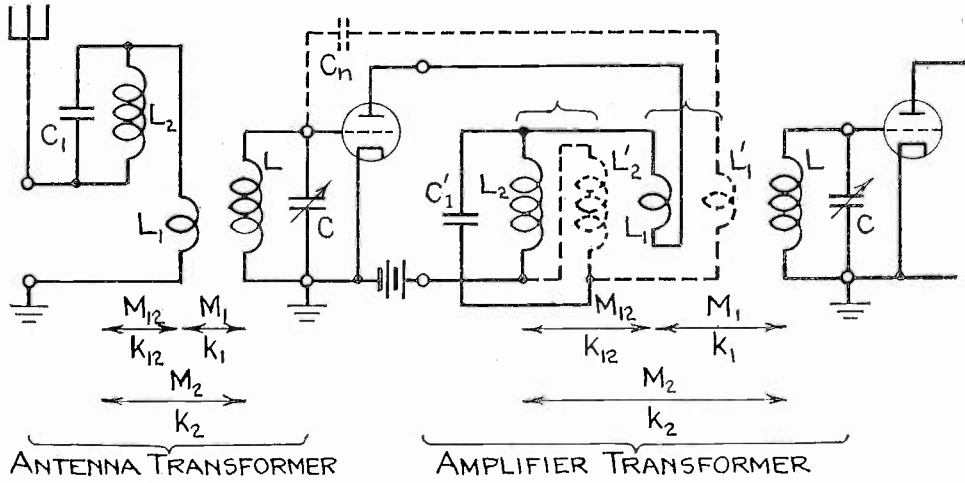 Cn
C1
L2
L1
L
C
C'1
L2
L'2
L1
L'1
L
C
M12
k12
M1
k1
M2
k2
M12
k12
M1
k1
M2
k2
ANTENNA TRANSFORMER
AMPLIFIER TRANSFORMER